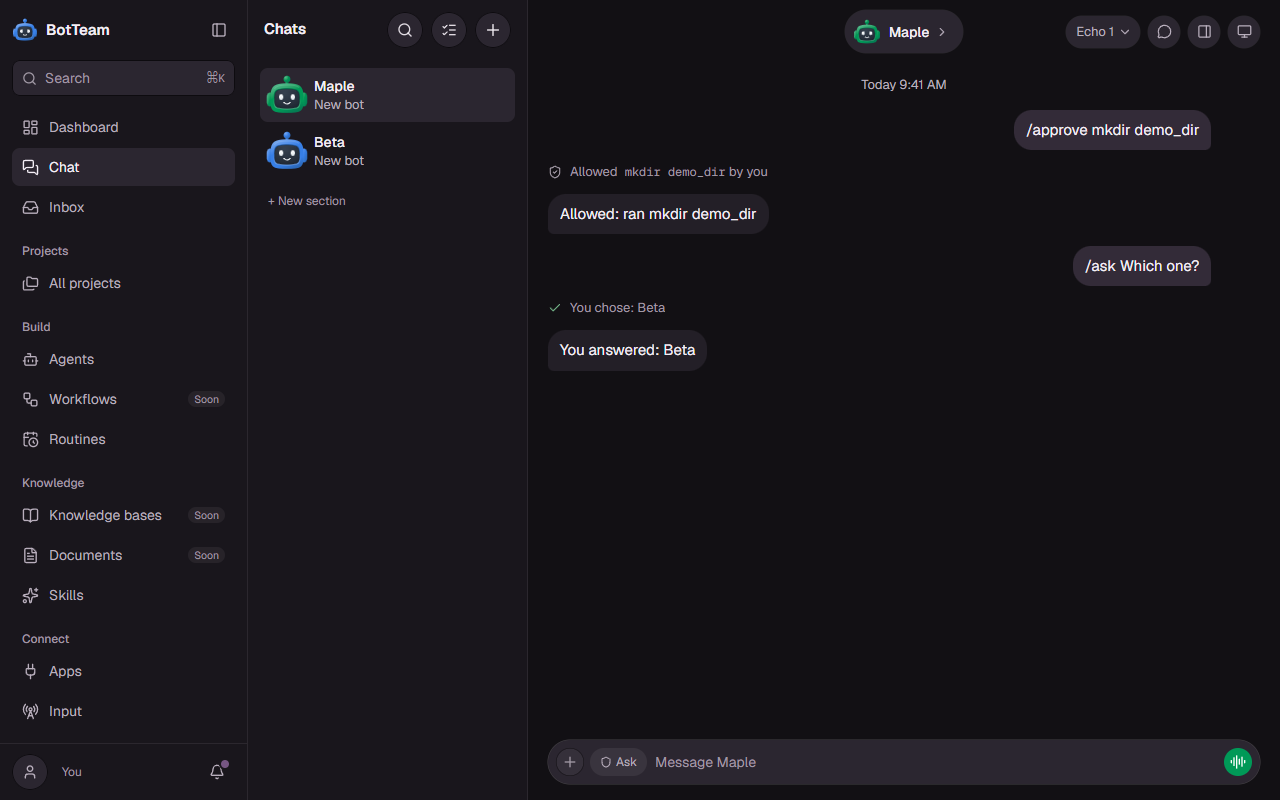 BotTeam
Search ⌘K
Dashboard
Chat
Inbox
Projects
All projects
Build
Agents
Workflows Soon
Routines
Knowledge
Knowledge bases Soon
Documents Soon
Skills
Connect
Apps
Input
You
Chats
Maple
New bot
Beta
New bot
+ New section
Maple
Echo 1
Today 9:41 AM
/approve mkdir demo_dir
Allowed mkdir demo_dir by you
Allowed: ran mkdir demo_dir
/ask Which one?
You chose: Beta
You answered: Beta
Ask Message Maple